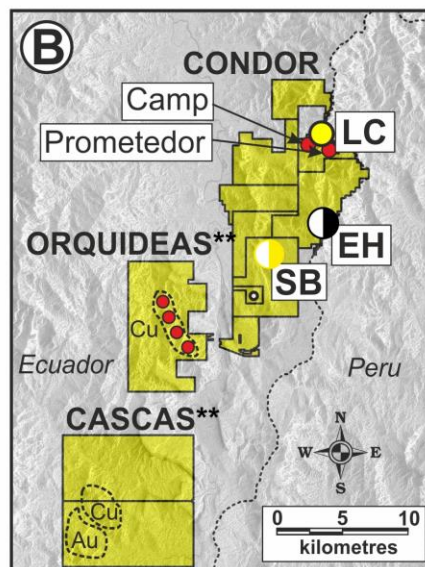 B
CONDOR
Camp
LC
Prometedor
EH
ORQUIDEAS**
SB
Cu
Ecuador
Peru
CASCAS**
N
W E
S
Cu
Au
0 5 10
kilometres